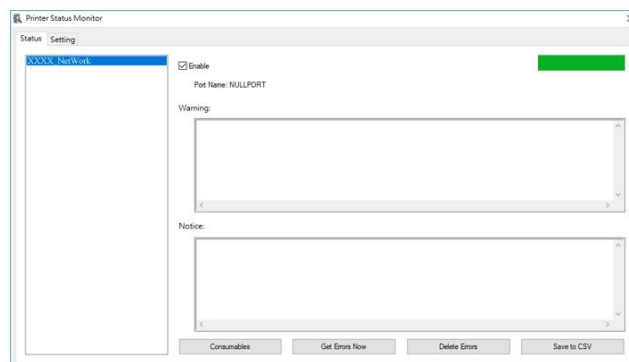 Printer Status Monitor
Status Setting
XXXX_NetWork
Enable
Port Name: NULLPORT
Warning:
Notice:
Consumables Get Errors Now Delete Errors Save to CSV